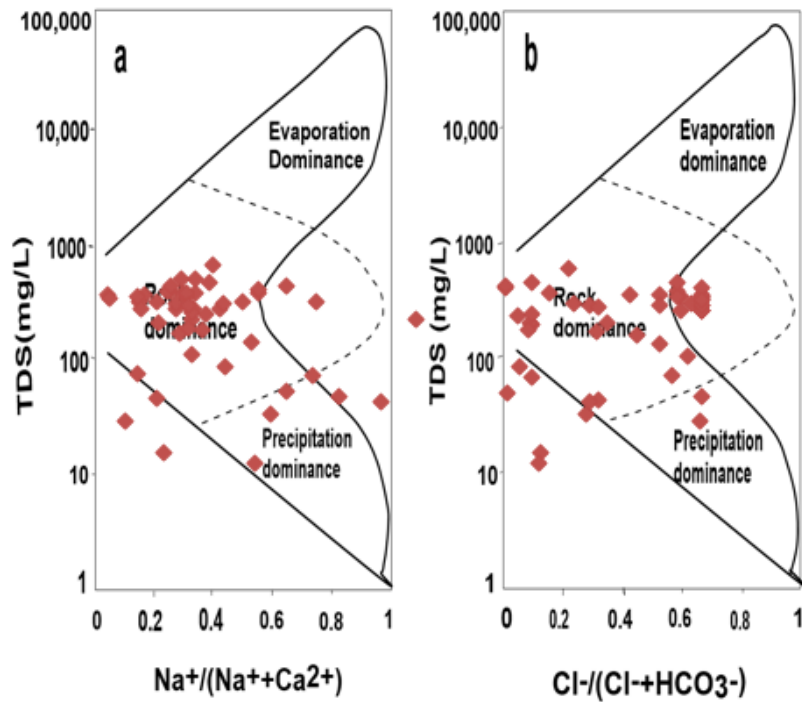 a
TDS(mg/L)
100,000
10,000
1000
100
10
1
Evaporation
Dominance
Rock
dominance
Precipitation
dominance
0 0.2 0.4 0.6 0.8 1
Na+/(Na++Ca2+)
b
TDS (mg/L)
100,000
10,000
1000
100
10
1
Evaporation
dominance
Rock
dominance
Precipitation
dominance
0 0.2 0.4 0.6 0.8 1
Cl-/(Cl-+HCO3-)